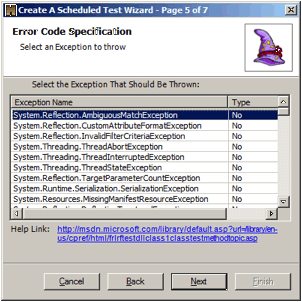 Create A Scheduled Test Wizard - Page 5 of 7
Error Code Specification
Select an Exception to throw
Select the Exception That Should Be Thrown:
Exception Name Type
System.Reflection.AmbiguousMatchException No
System.Reflection.CustomAttributeFormatException No
System.Reflection.InvalidFilterCriteriaException No
System.Threading.ThreadAbortException No
System.Threading.ThreadInterruptedException No
System.Threading.ThreadStateException No
System.Reflection.TargetParameterCountException No
System.Runtime.Serialization.SerializationException No
System.Resources.MissingManifestResourceException No
Help Link: http://msdn.microsoft.com/library/default.asp?url=/library/en-
us/cpref/html/frlrftestdllclass1classtestmethodtopic.asp
Cancel Back Next Finish